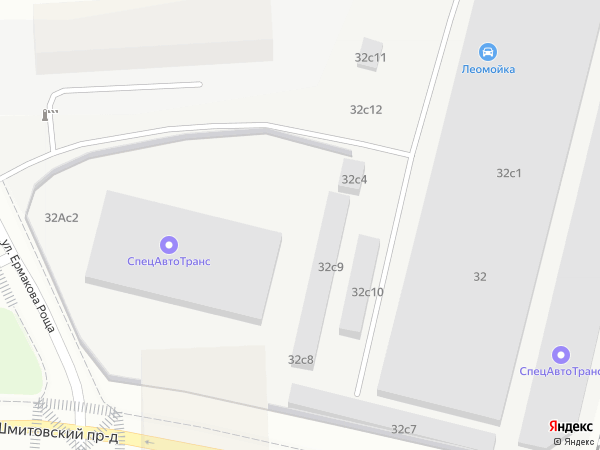 32с11
Леомойка
32с12
32с4
32с1
32Ас2
СпецАвтоТранс
32с9
32
ул. Ермакова Роща
32с10
32с8
СпецАвтоТранс
32с7
Шмитовский пр-д
Яндекс
© Яндекс